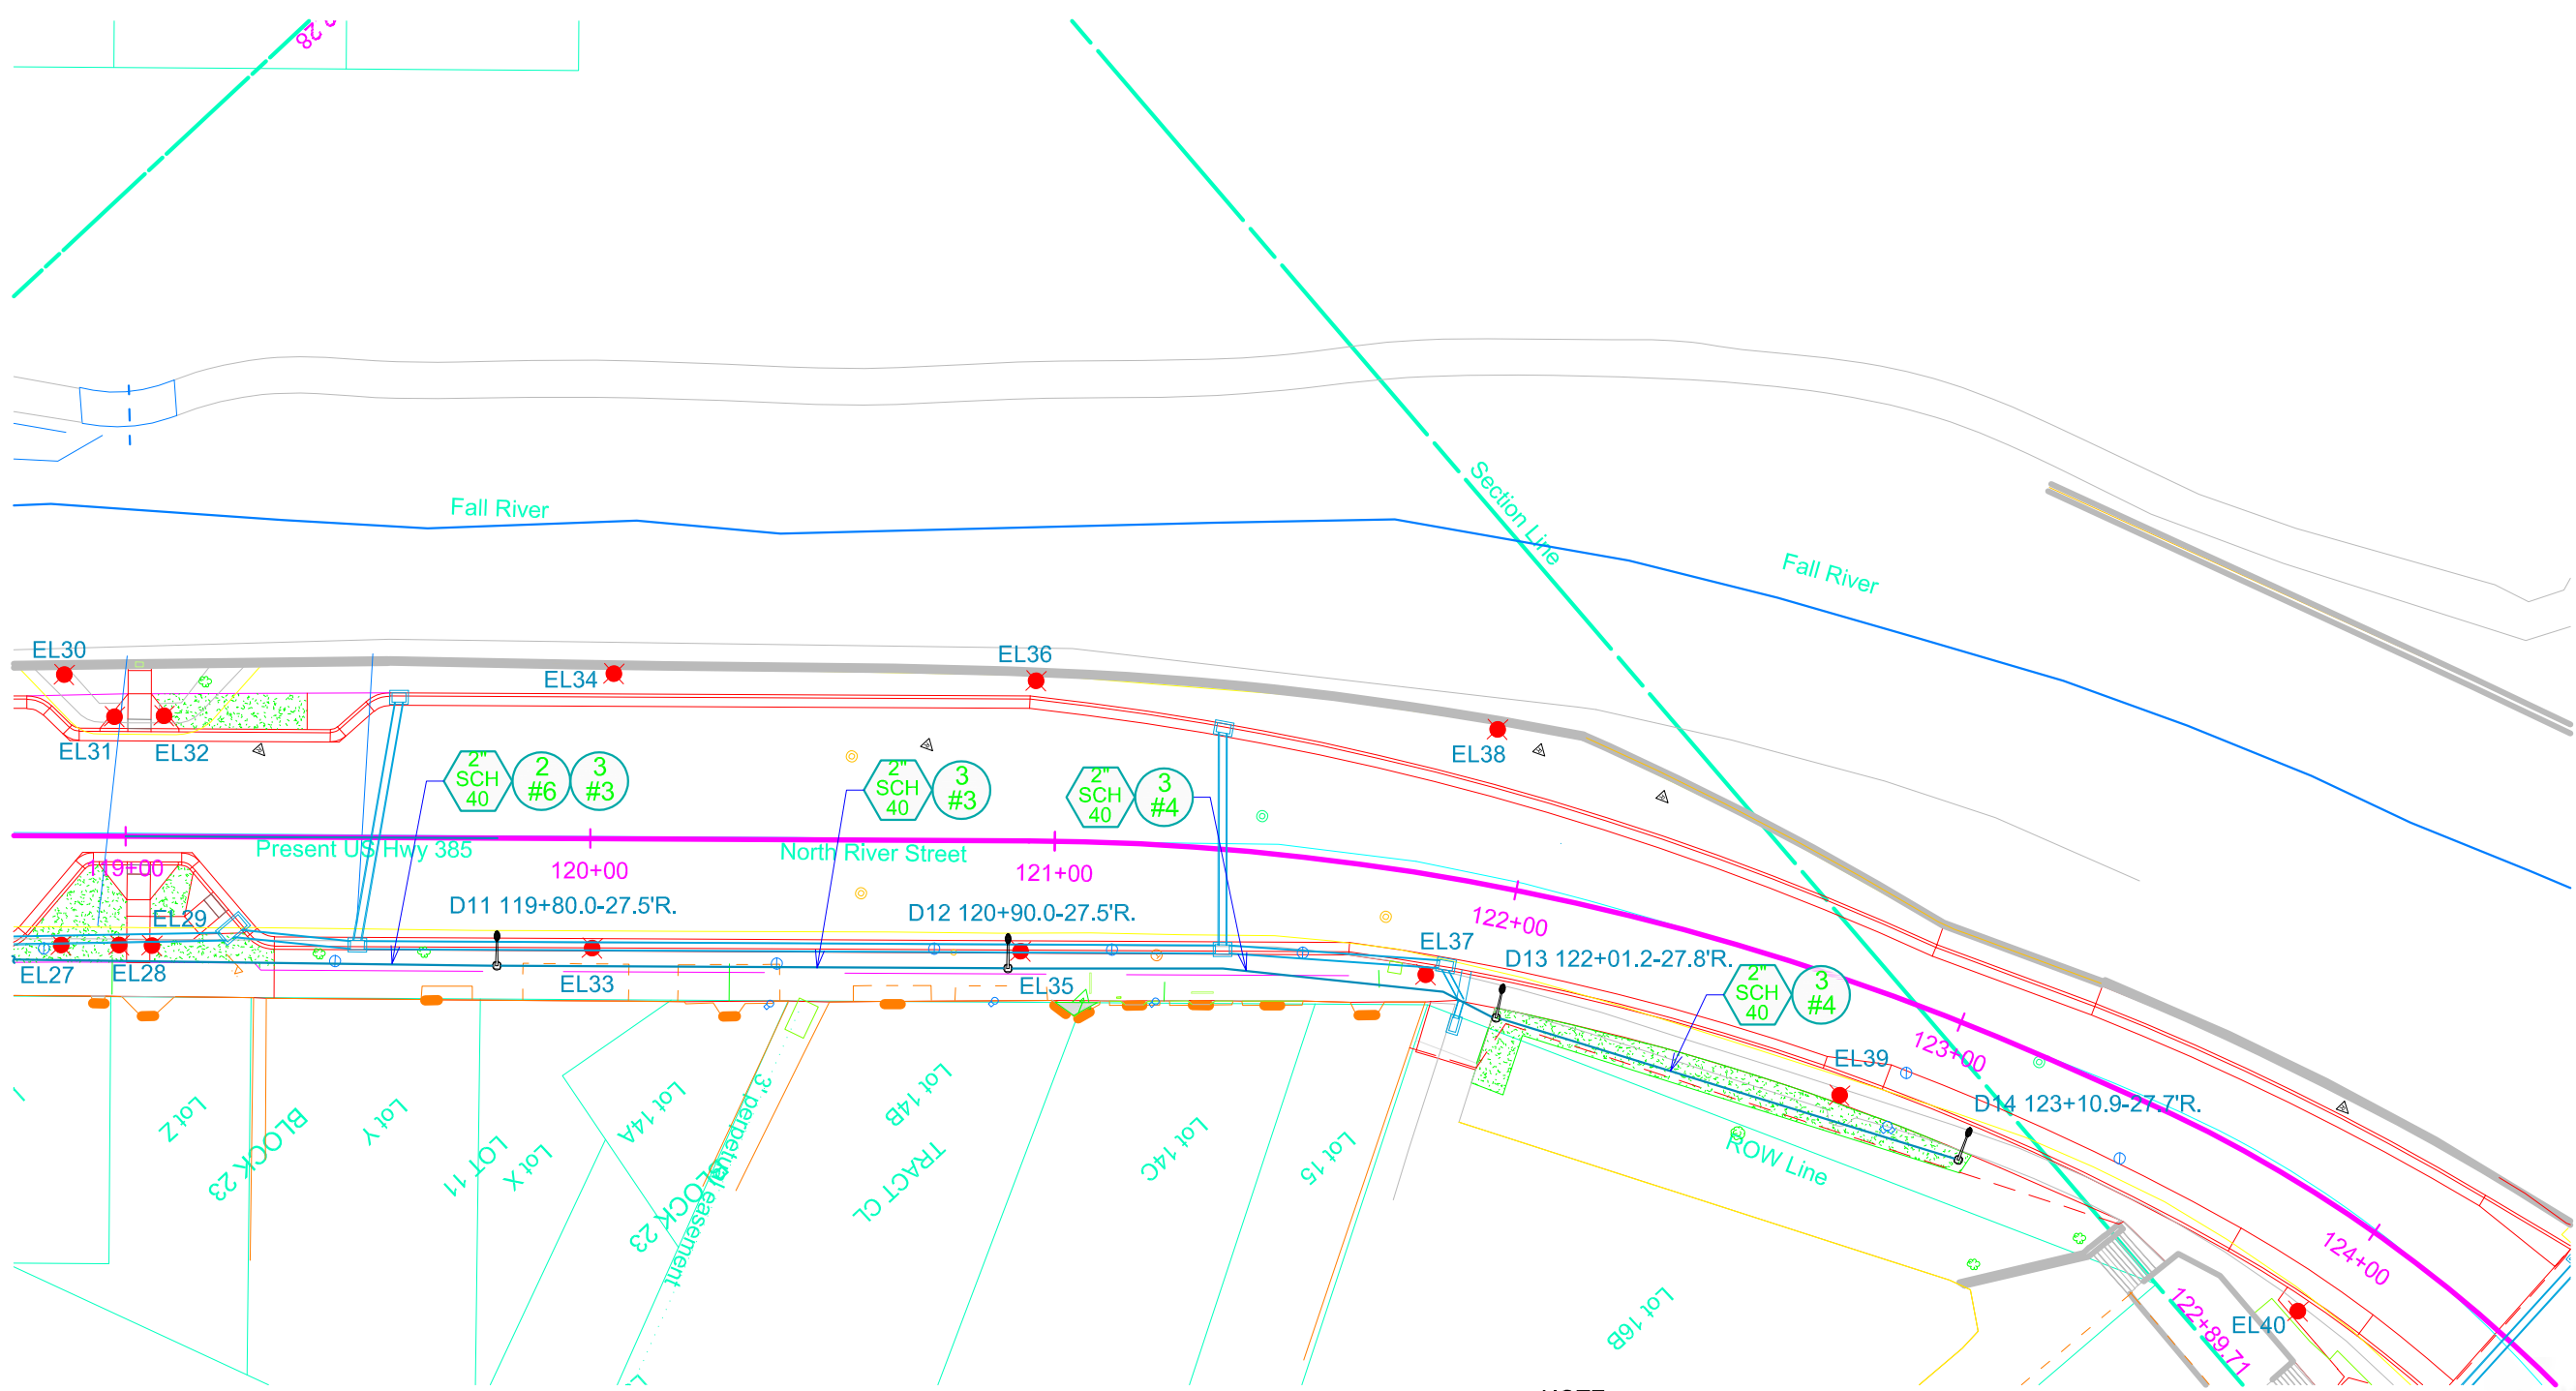 Fall River
Section Line
Fall River
EL30
EL34
EL36
EL31
EL32
EL38
2"
SCH
40
2
#6
3
#3
2"
SCH
40
3
#3
2"
SCH
40
3
#4
Present US Hwy 385
North River Street
119+00
120+00
121+00
122+00
EL29
D11 119+80.0-27.5'R.
D12 120+90.0-27.5'R.
EL37
D13 122+01.2-27.8'R.
EL27
EL28
EL33
EL35
2"
SCH
40
3
#4
123+00
EL39
D14 123+10.9-27.7'R.
Lot Z
BLOCK 23
Lot Y
LOT 11
Lot X
Lot 14A
BLOCK 23
3' perpetual easement
Lot 14B
TRACT CL
Lot 14C
Lot 15
ROW Line
Lot 16B
124+00
122+89.71
EL40